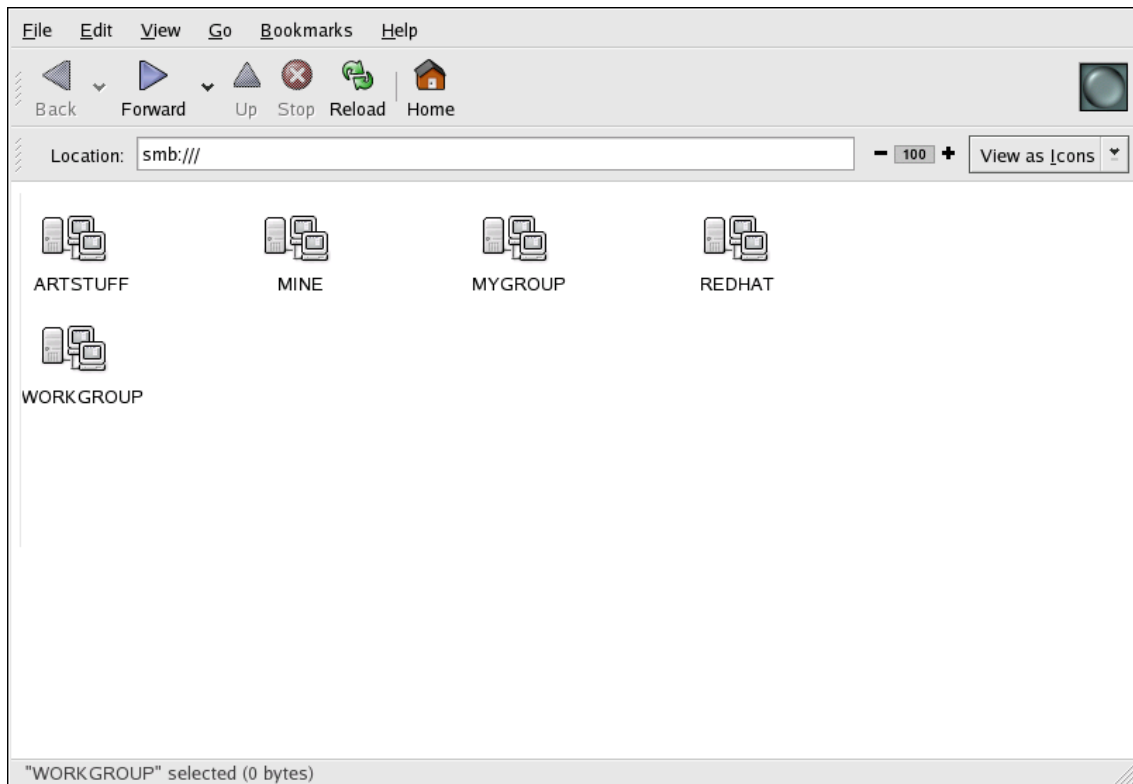 File Edit View Go Bookmarks Help
Back Forward Up Stop Reload Home
Location: smb:/// 100 View as Icons
ARTSTUFF MINE MYGROUP REDHAT
WORKGROUP
"WORKGROUP" selected (0 bytes)